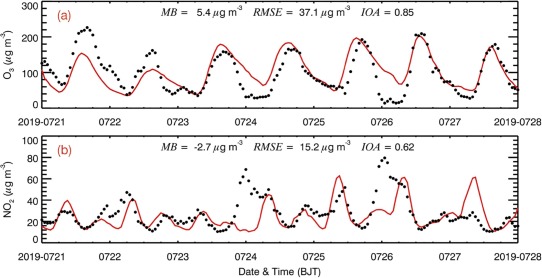 (a) MB = 5.4 µg m⁻³ RMSE = 37.1 µg m⁻³ IOA = 0.85
O₃ (µg m⁻³)
300
200
100
0
2019-0721 0722 0723 0724 0725 0726 0727 2019-0728
(b) MB = -2.7 µg m⁻³ RMSE = 15.2 µg m⁻³ IOA = 0.62
NO₂ (µg m⁻³)
100
80
60
40
20
0
2019-0721 0722 0723 0724 0725 0726 0727 2019-0728
Date & Time (BJT)